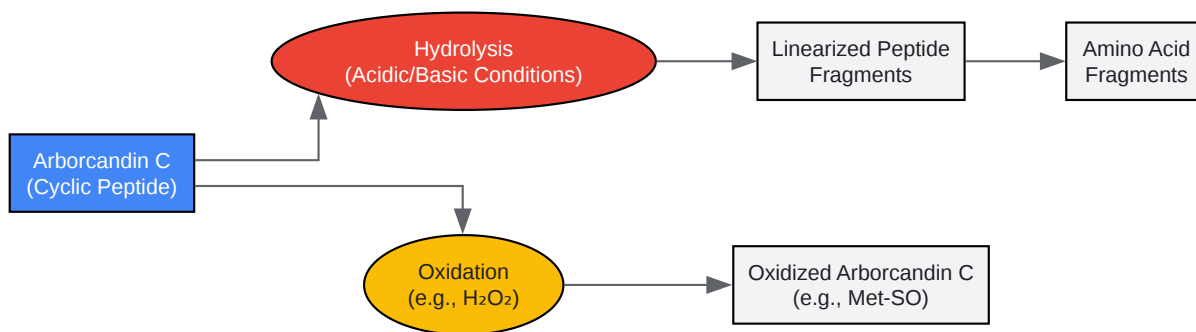 Hydrolysis
(Acidic/Basic Conditions)
Linearized Peptide
Fragments
Amino Acid
Fragments
Arborcandin C
(Cyclic Peptide)
Oxidation
(e.g., H₂O₂)
Oxidized Arborcandin C
(e.g., Met-SO)